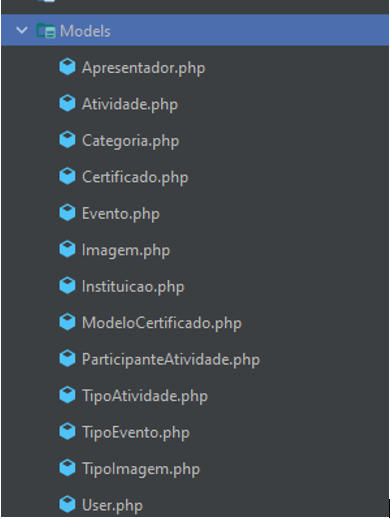 Models
Apresentador.php
Atividade.php
Categoria.php
Certificado.php
Evento.php
Imagem.php
Instituicao.php
ModeloCertificado.php
ParticipanteAtividade.php
TipoAtividade.php
TipoEvento.php
TipoImagem.php
User.php